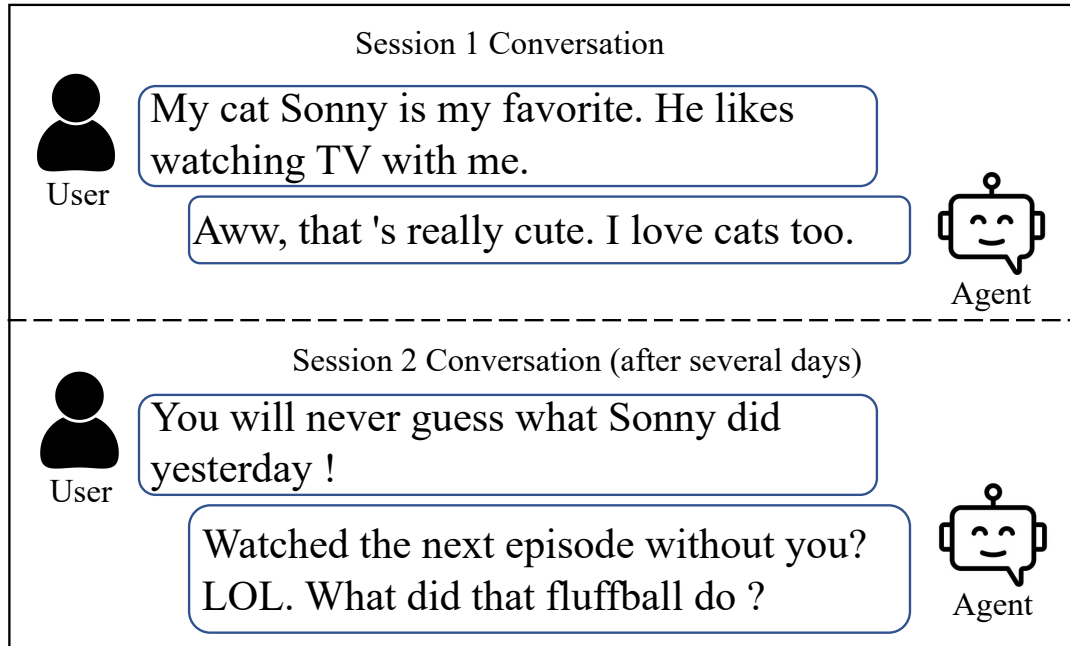 Session 1 Conversation
My cat Sonny is my favorite. He likes
watching TV with me.
User
Aww, that 's really cute. I love cats too.
Agent
Session 2 Conversation (after several days)
You will never guess what Sonny did
yesterday !
User
Watched the next episode without you?
LOL. What did that fluffball do ?
Agent